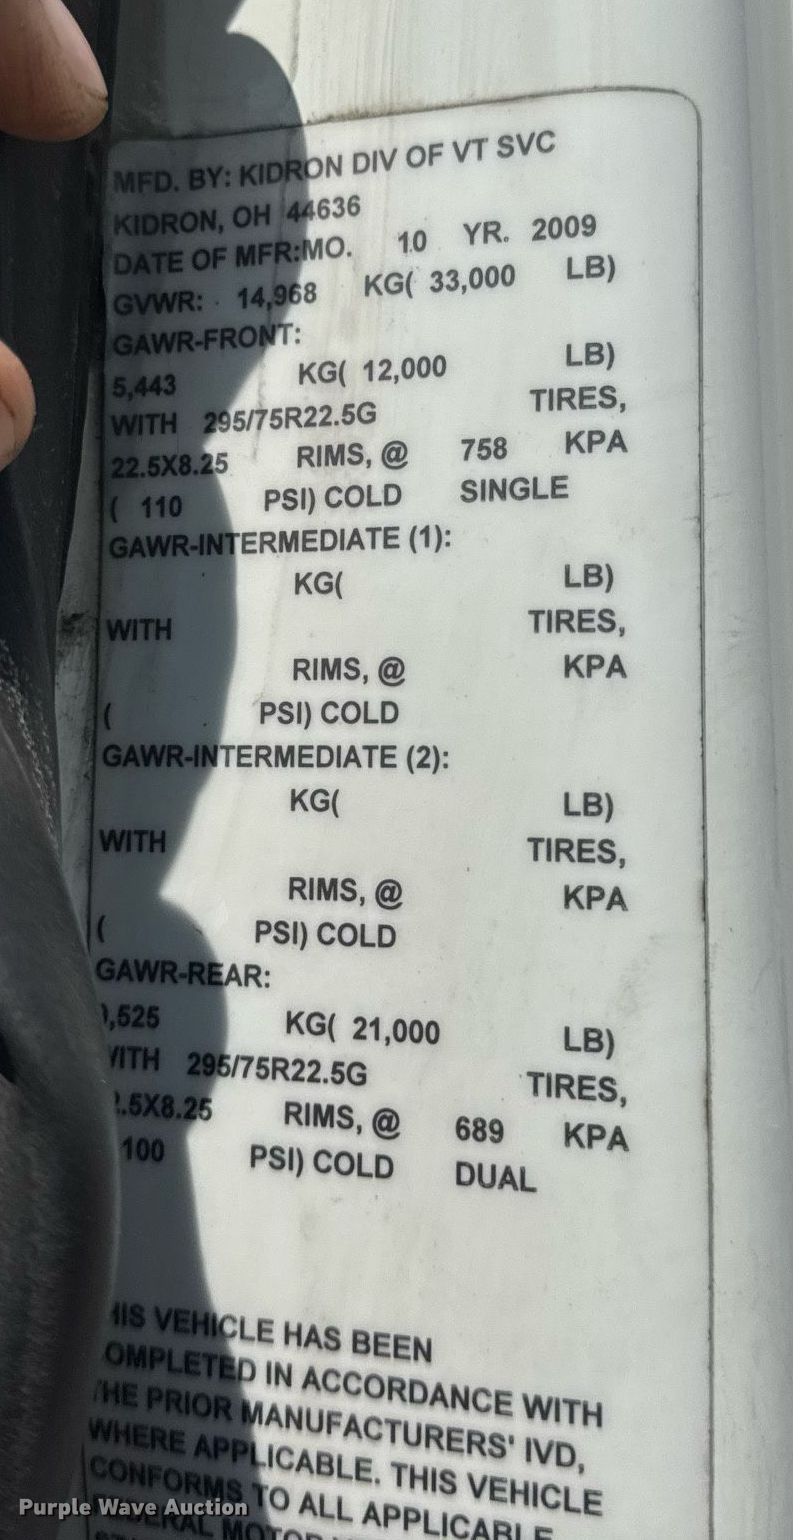 MFD. BY: KIDRON DIV OF VT SVC
KIDRON, OH 44636
DATE OF MFR:MO. 10 YR. 2009
GVWR: 14,968 KG( 33,000 LB)
GAWR-FRONT:
5,443 KG( 12,000 LB)
WITH 295/75R22.5G TIRES,
22.5X8.25 RIMS, @ 758 KPA
( 110 PSI) COLD SINGLE
GAWR-INTERMEDIATE (1):
KG( LB)
WITH TIRES,
RIMS, @ KPA
( PSI) COLD
GAWR-INTERMEDIATE (2):
KG( LB)
WITH TIRES,
RIMS, @ KPA
( PSI) COLD
GAWR-REAR:
,525 KG( 21,000 LB)
ITH 295/75R22.5G TIRES,
.5X8.25 RIMS, @ 689 KPA
100 PSI) COLD DUAL
HIS VEHICLE HAS BEEN
OMPLETED IN ACCORDANCE WITH
THE PRIOR MANUFACTURERS' IVD,
WHERE APPLICABLE. THIS VEHICLE
CONFORMS TO ALL APPLICABLE
Purple Wave Auction